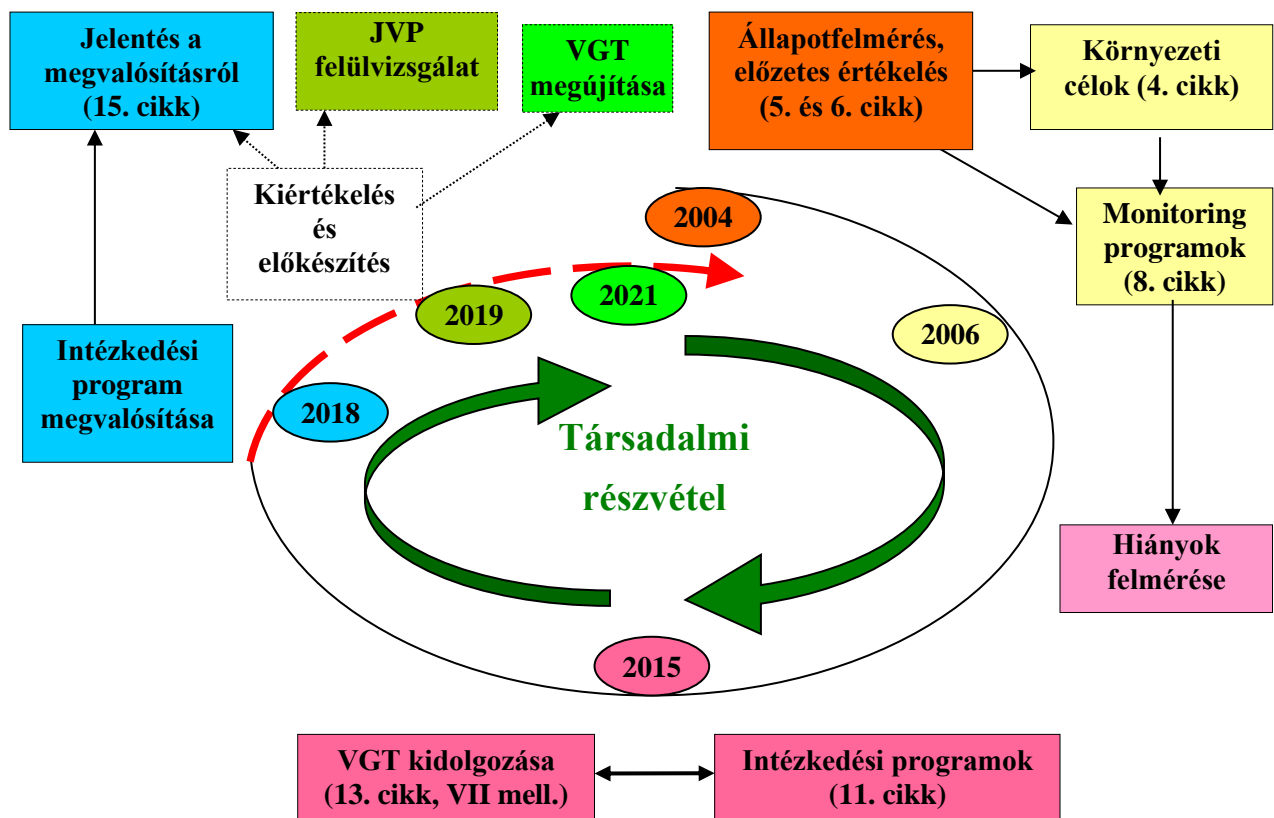 Jelentés a
megvalósításról
(15. cikk)
JVP
felülvizsgálat
VGT
megújítása
Állapotfelmérés,
előzetes értékelés
(5. és 6. cikk)
Környezeti
célok (4. cikk)
Kiértékelés
és
előkészítés
2004
Monitoring
programok
(8. cikk)
2021
2019
2006
Intézkedési
program
megvalósítása
2018
Társadalmi
részvétel
Hiányok
felmérése
2015
VGT kidolgozása
(13. cikk, VII mell.)
Intézkedési programok
(11. cikk)